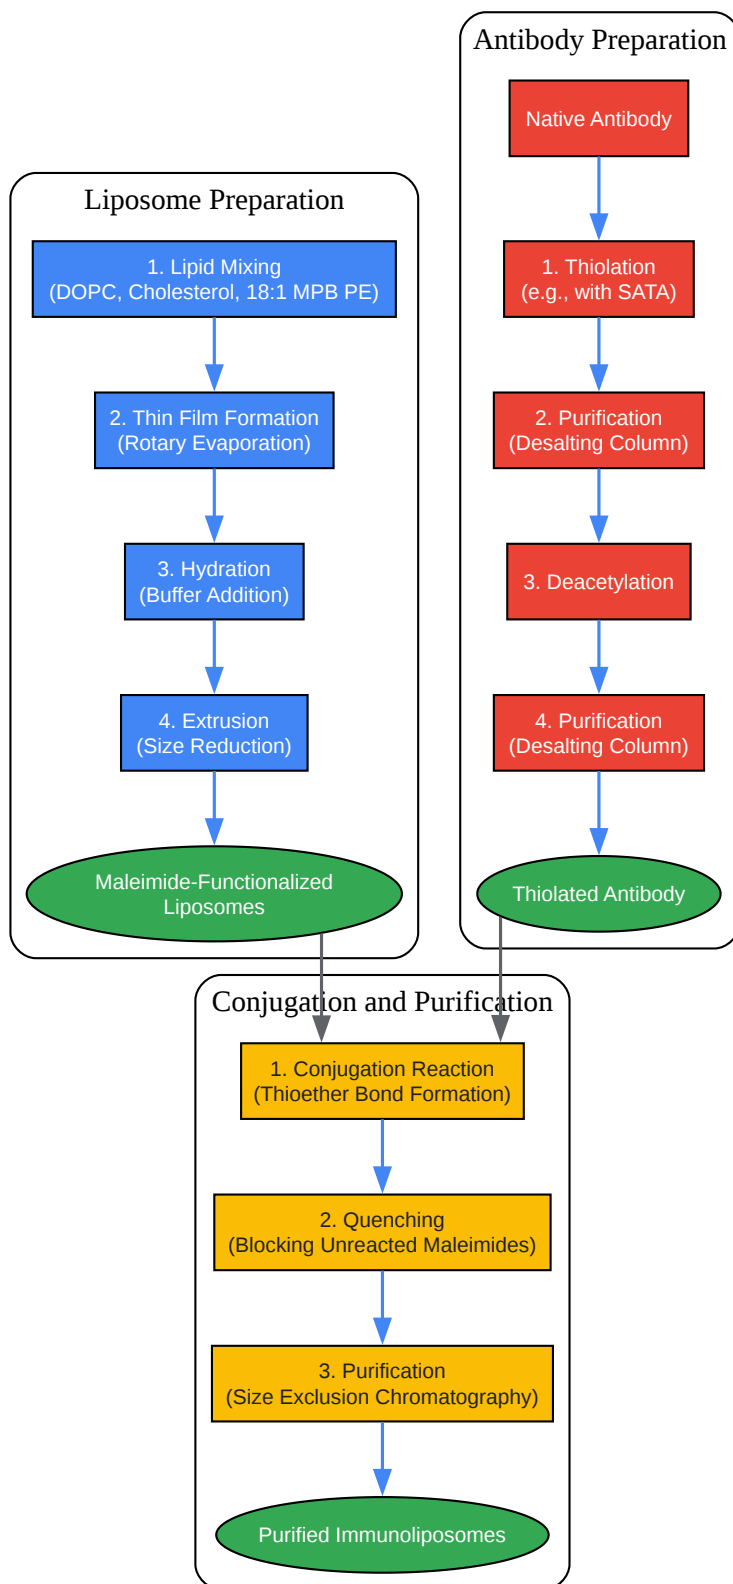 Antibody Preparation
Native Antibody
1. Thiolation
(e.g., with SATA)
2. Purification
(Desalting Column)
3. Deacetylation
4. Purification
(Desalting Column)
Thiolated Antibody
Liposome Preparation
1. Lipid Mixing
(DOPC, Cholesterol, 18:1 MPB PE)
2. Thin Film Formation
(Rotary Evaporation)
3. Hydration
(Buffer Addition)
4. Extrusion
(Size Reduction)
Maleimide-Functionalized
Liposomes
Conjugation and Purification
1. Conjugation Reaction
(Thioether Bond Formation)
2. Quenching
(Blocking Unreacted Maleimides)
3. Purification
(Size Exclusion Chromatography)
Purified Immunoliposomes